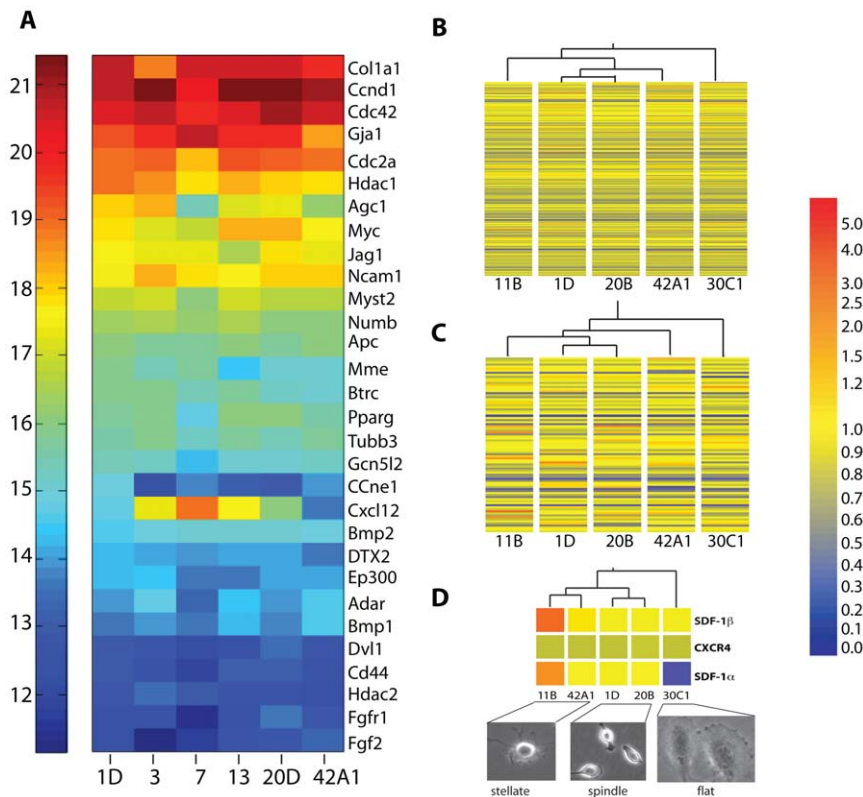 A
21
20
19
18
17
16
15
14
13
12
Col1a1
Ccnd1
Cdc42
Gja1
Cdc2a
Hdac1
Agc1
Myc
Jag1
Ncam1
Myst2
Numb
Apc
Mme
Btrc
Pparg
Tubb3
Gcn5l2
CCne1
Cxcl12
Bmp2
DTX2
Ep300
Adar
Bmp1
Dvl1
Cd44
Hdac2
Fgfr1
Fgf2
1D 3 7 13 20D 42A1
B
11B 1D 20B 42A1 30C1
C
11B 1D 20B 42A1 30C1
D
SDF-1β
CXCR4
SDF-1α
11B 42A1 1D 20B 30C1
stellate spindle flat
5.0
3.0
2.5
2.0
1.5
1.2
1.0
0.9
0.8
0.7
0.6
0.5
0.4
0.3
0.2
0.1
0.0